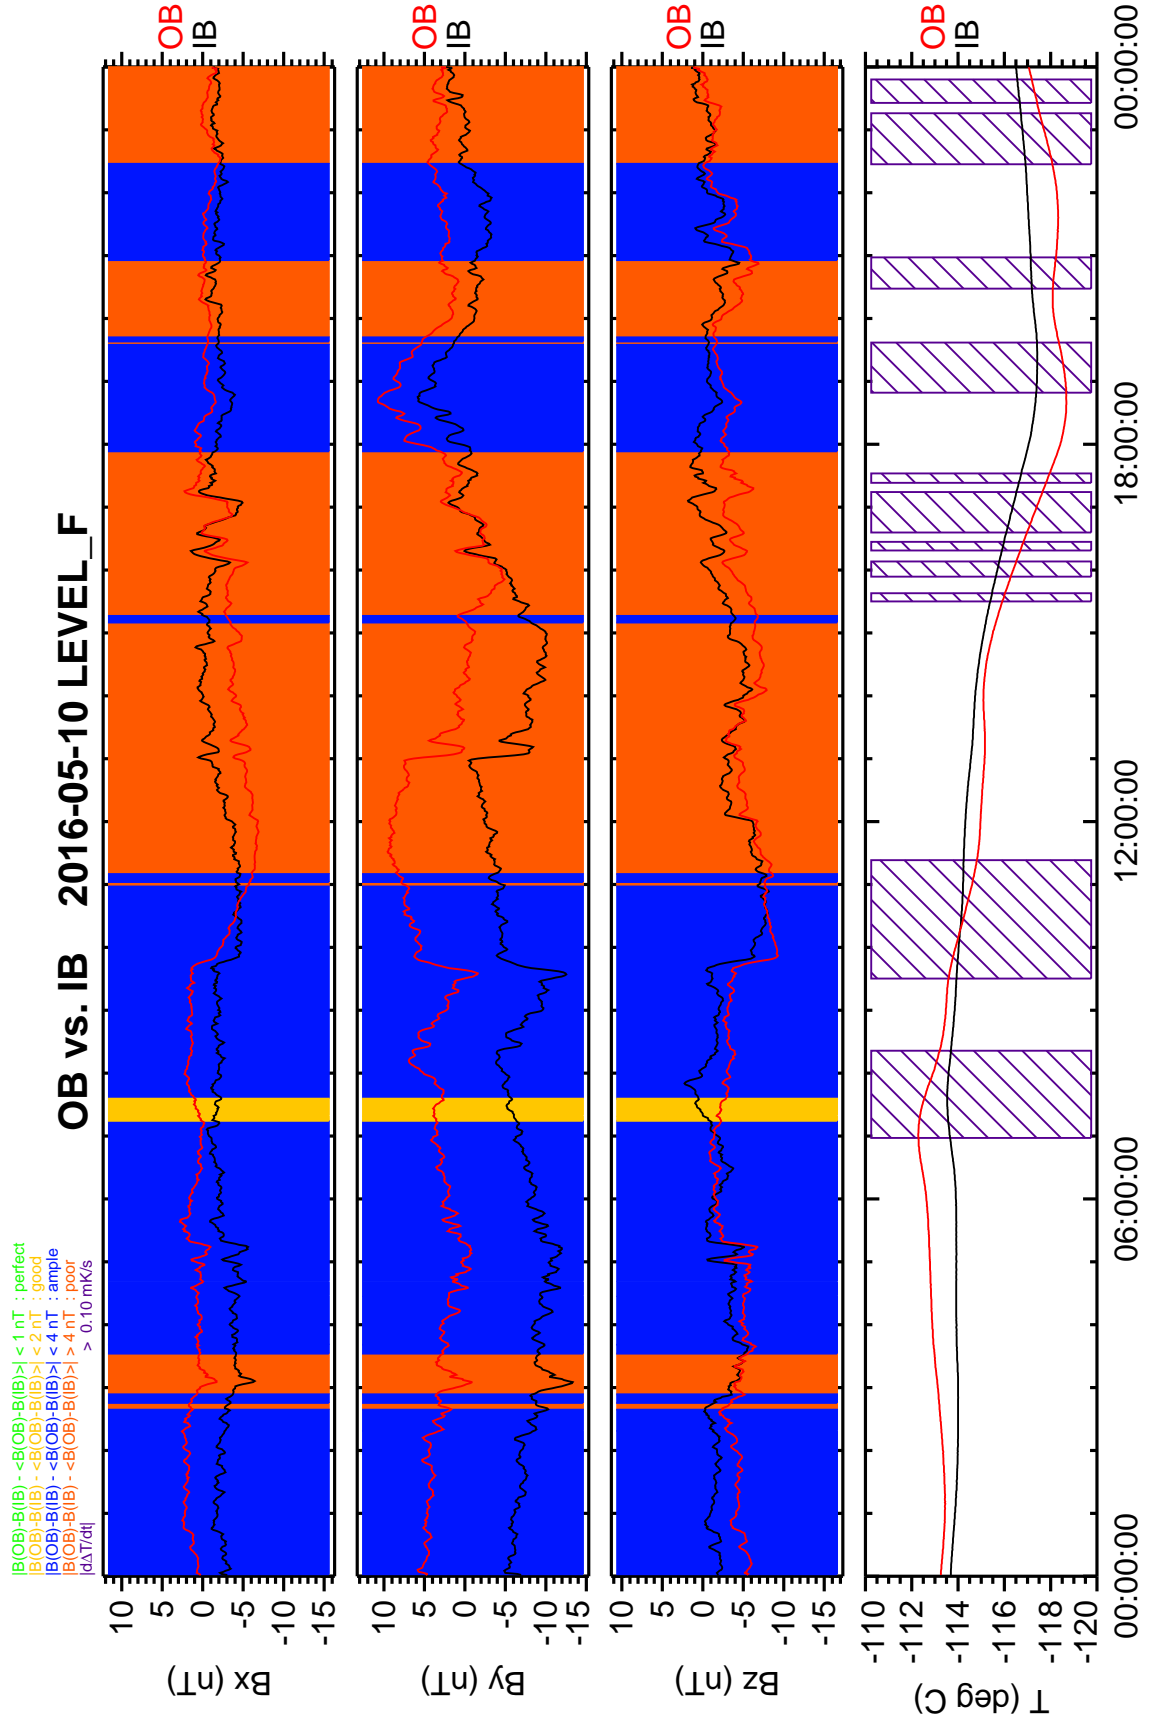 OB vs. IB 2016-05-10 LEVEL_F
|B(OB)-B(IB) - <B(OB)-B(IB)>| < 1 nT : perfect
|B(OB)-B(IB) - <B(OB)-B(IB)>| < 2 nT : good
|B(OB)-B(IB) - <B(OB)-B(IB)>| < 4 nT : ample
|B(OB)-B(IB) - <B(OB)-B(IB)>| > 4 nT : poor
|dΔT/dt| > 0.10 mK/s
Bx (nT)
10
5
0
-5
-10
-15
OB
IB
By (nT)
10
5
0
-5
-10
-15
OB
IB
Bz (nT)
10
5
0
-5
-10
-15
OB
IB
T (deg C)
-110
-112
-114
-116
-118
-120
OB
IB
00:00:00 06:00:00 12:00:00 18:00:00 00:00:00